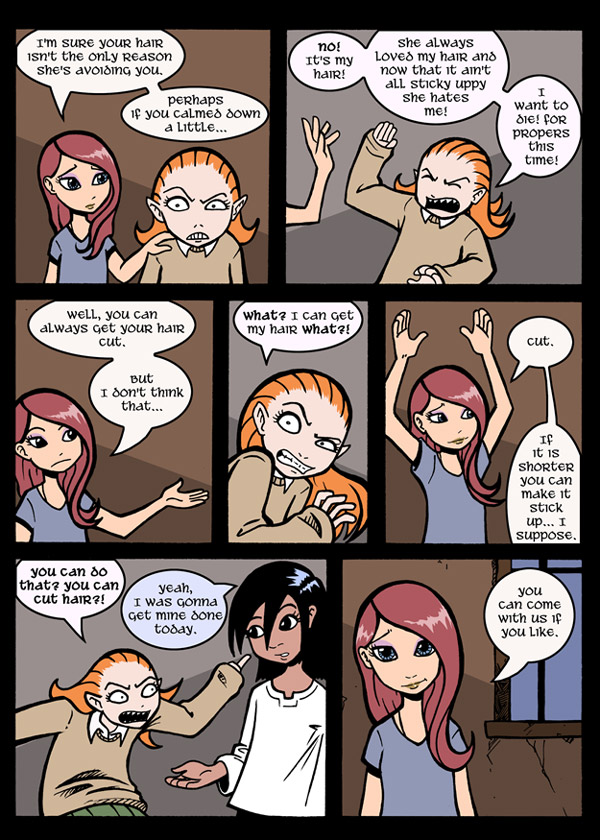 I'm sure your hair
isn't the only reason
she's avoiding you.
perhaps
if you calmed down
a little...
no!
It's my
hair!
She always
loved my hair and
now that it ain't
all sticky uppy
she hates
me!
I
want to
die! For
propers
this
time!
Well, you can
always get your hair
cut.
But
I don't think
that...
what? I can get
my hair what?!
Cut.
If
it is
shorter
you can
make it
stick
up... I
suppose.
you can do
that? you can
cut hair?!
yeah,
I was gonna
get mine done
today.
you
can come
with us if
you like.